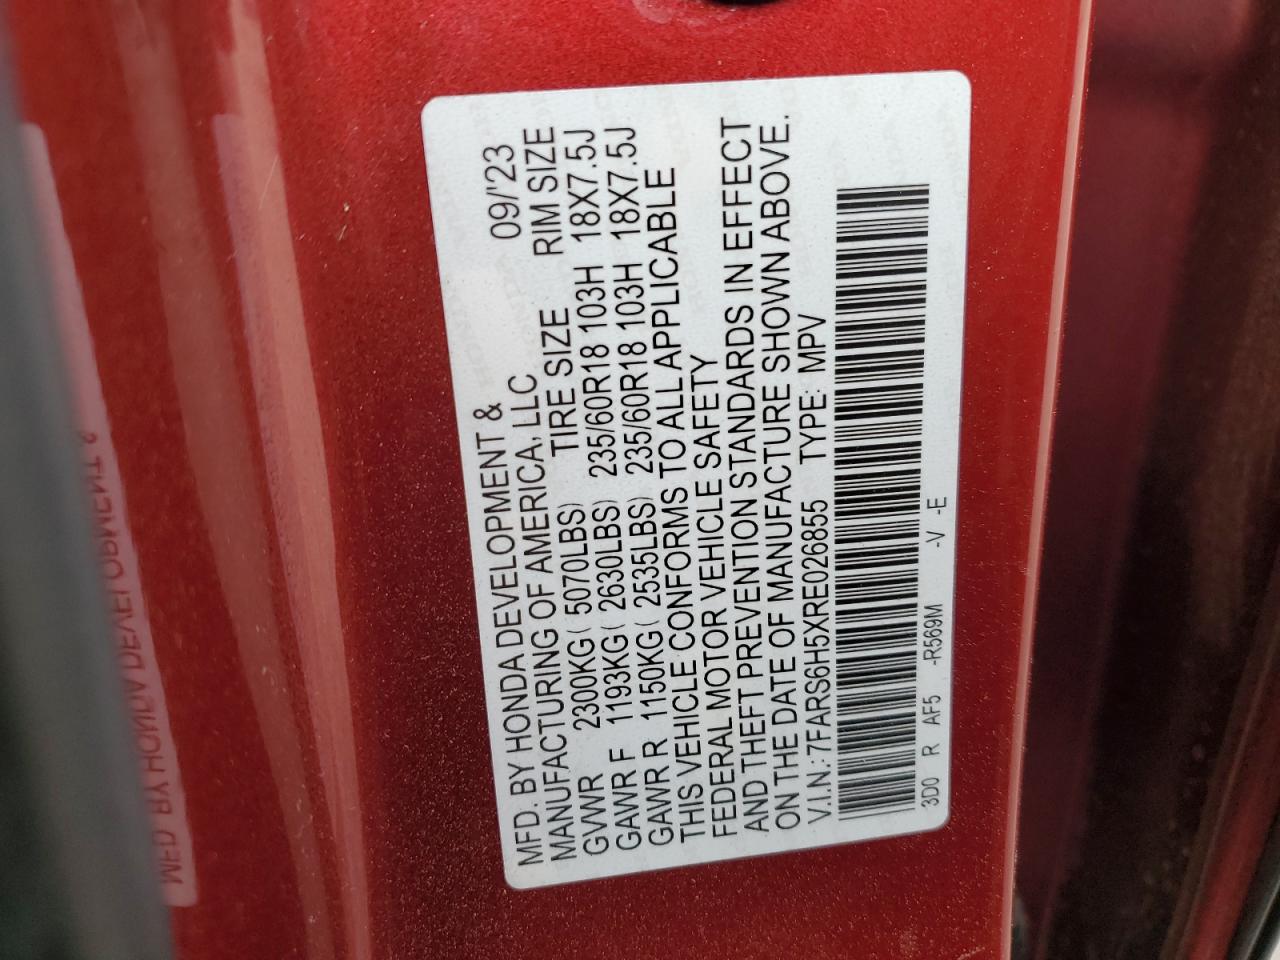 MFD. BY HONDA DEVELOPMENT & 09/'23
MANUFACTURING OF AMERICA, LLC TIRE SIZE RIM SIZE
GVWR 2300KG ( 5070LBS) 235/60R18 103H 18X7.5J
GAWR F 1193KG ( 2630LBS) 235/60R18 103H 18X7.5J
GAWR R 1150KG ( 2535LBS)
THIS VEHICLE CONFORMS TO ALL APPLICABLE
FEDERAL MOTOR VEHICLE SAFETY
AND THEFT PREVENTION STANDARDS IN EFFECT
ON THE DATE OF MANUFACTURE SHOWN ABOVE.
V.I.N.: 7FARS6H5XRE026855 TYPE: MPV
3D0 R AF5 -R569M -V -E